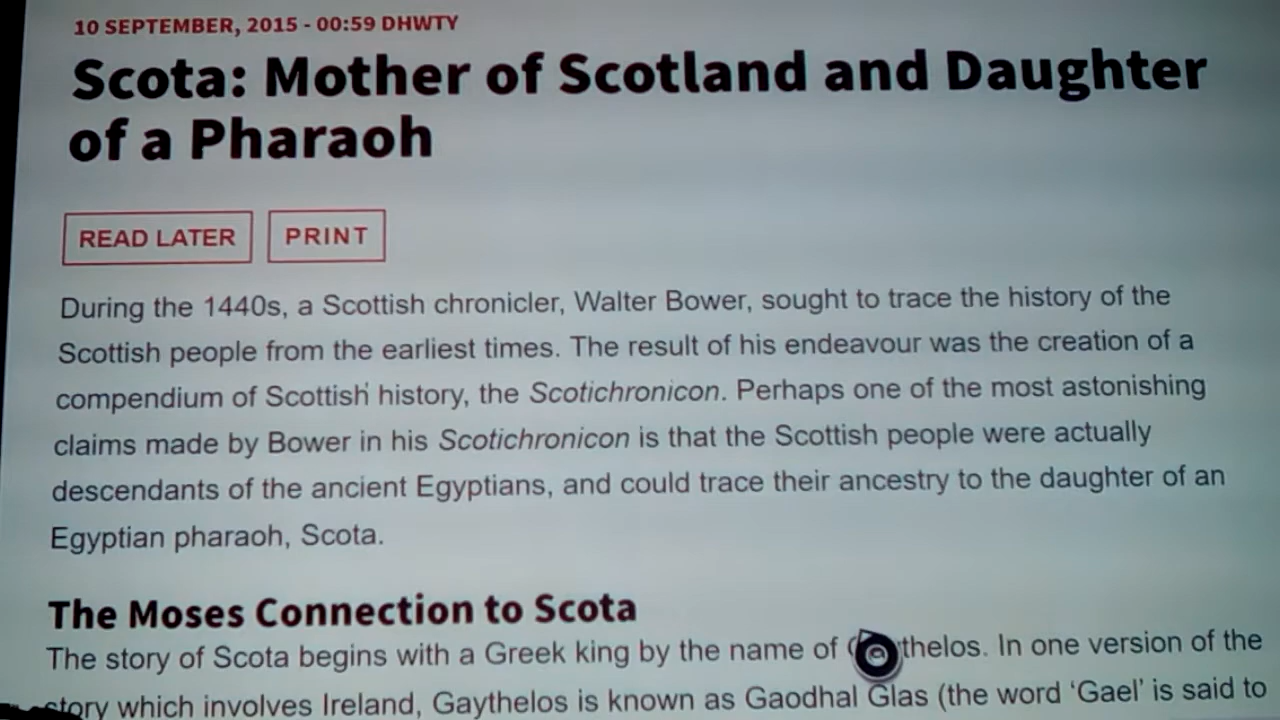 10 SEPTEMBER, 2015 - 00:59 DHWTY
Scota: Mother of Scotland and Daughter
of a Pharaoh
READ LATER PRINT
During the 1440s, a Scottish chronicler, Walter Bower, sought to trace the history of the
Scottish people from the earliest times. The result of his endeavour was the creation of a
compendium of Scottish history, the Scotichronicon. Perhaps one of the most astonishing
claims made by Bower in his Scotichronicon is that the Scottish people were actually
descendants of the ancient Egyptians, and could trace their ancestry to the daughter of an
Egyptian pharaoh, Scota.
The Moses Connection to Scota
The story of Scota begins with a Greek king by the name of In one version of the
story which involves Ireland, Gaythelos is known as Gaodhal Glas (the word ‘Gael’ is said to